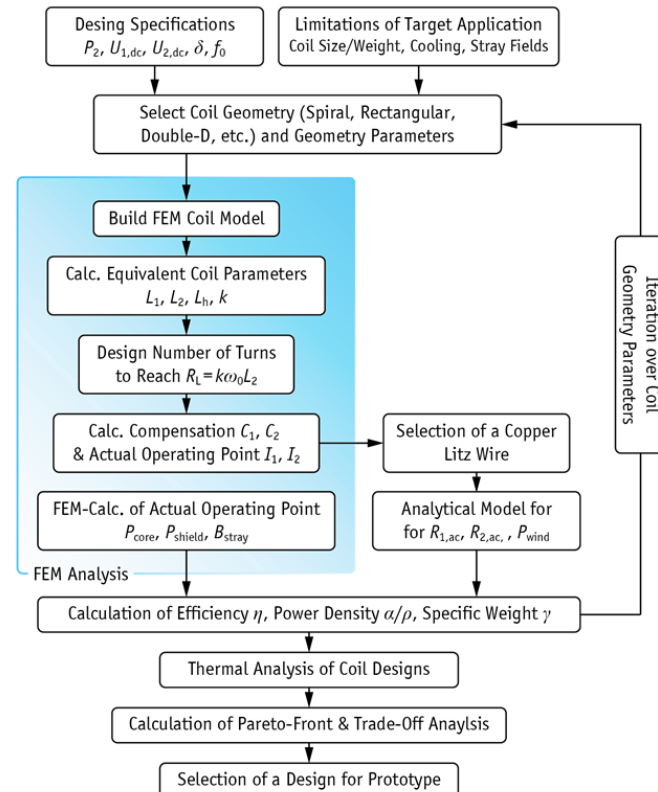 Desing Specifications
P₂, U₁,dc, U₂,dc, δ, f₀
Limitations of Target Application
Coil Size/Weight, Cooling, Stray Fields
Select Coil Geometry (Spiral, Rectangular,
Double-D, etc.) and Geometry Parameters
Build FEM Coil Model
Calc. Equivalent Coil Parameters
L₁, L₂, Lₕ, k
Design Number of Turns
to Reach R_L = kω₀L₂
Calc. Compensation C₁, C₂
& Actual Operating Point I₁, I₂
Selection of a Copper
Litz Wire
FEM-Calc. of Actual Operating Point
P_core, P_shield, B_stray
Analytical Model for
for R₁,ac, R₂,ac, , P_wind
FEM Analysis
Iteration over Coil
Geometry Parameters
Calculation of Efficiency η, Power Density α/ρ, Specific Weight γ
Thermal Analysis of Coil Designs
Calculation of Pareto-Front & Trade-Off Anaylsis
Selection of a Design for Prototype